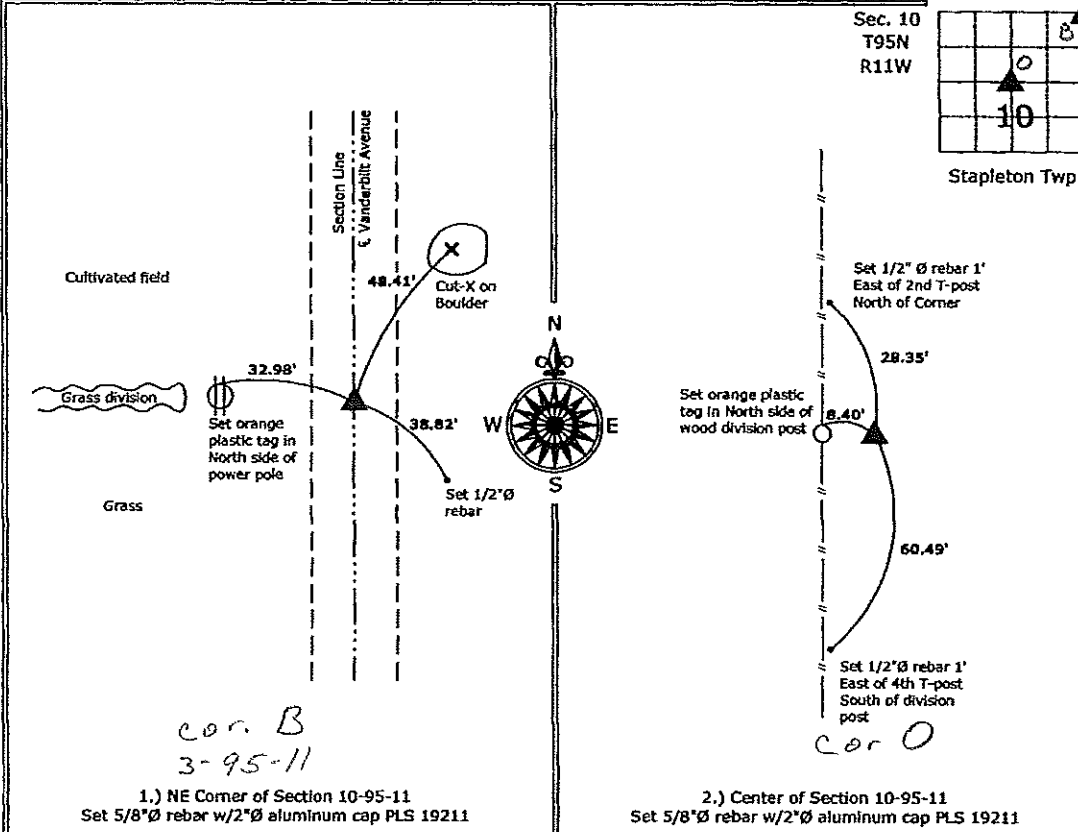 Sec. 10
T95N
R11W
B
O
10
Stapleton Twp
Section Line
℄ Vanderbilt Avenue
Cultivated field
48.41'
Cut-X on
Boulder
32.98'
Grass division
38.82'
Set orange
plastic tag in
North side of
power pole
Set 1/2"Ø
rebar
Grass
N
W
E
S
Set 1/2" Ø rebar 1'
East of 2nd T-post
North of Corner
28.35'
Set orange plastic
tag in North side of
wood division post
8.40'
60.49'
Set 1/2"Ø rebar 1'
East of 4th T-post
South of division
post
cor. B
3-95-11
cor O
1.) NE Corner of Section 10-95-11
Set 5/8"Ø rebar w/2"Ø aluminum cap PLS 19211
2.) Center of Section 10-95-11
Set 5/8"Ø rebar w/2"Ø aluminum cap PLS 19211